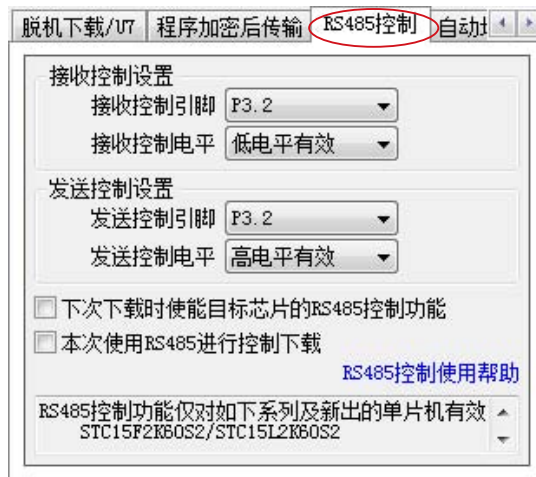 脱机下载/U7 程序加密后传输 RS485控制 自动
接收控制设置
接收控制引脚 P3.2
接收控制电平 低电平有效
发送控制设置
发送控制引脚 P3.2
发送控制电平 高电平有效
下次下载时使能目标芯片的RS485控制功能
本次使用RS485进行控制下载
RS485控制使用帮助
RS485控制功能仅对如下系列及新出的单片机有效
STC15F2K60S2/STC15L2K60S2